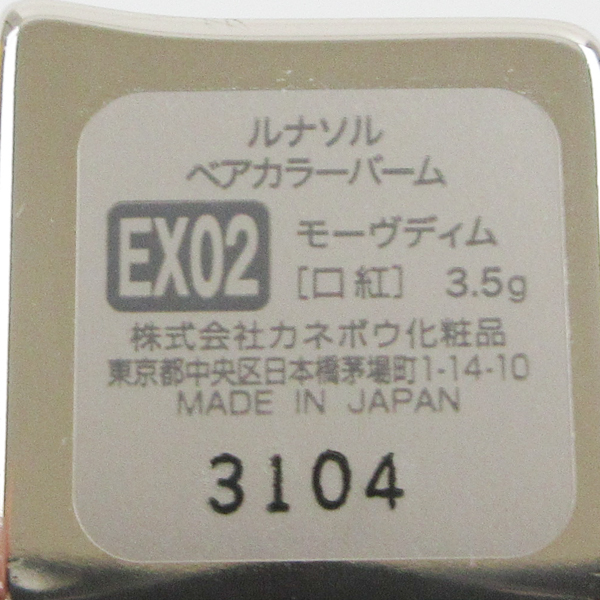 ルナソル
ベアカラーバーム
EX02
モーヴディム
［口紅］ 3.5g
株式会社カネボウ化粧品
東京都中央区日本橋茅場町1-14-10
MADE IN JAPAN
3104